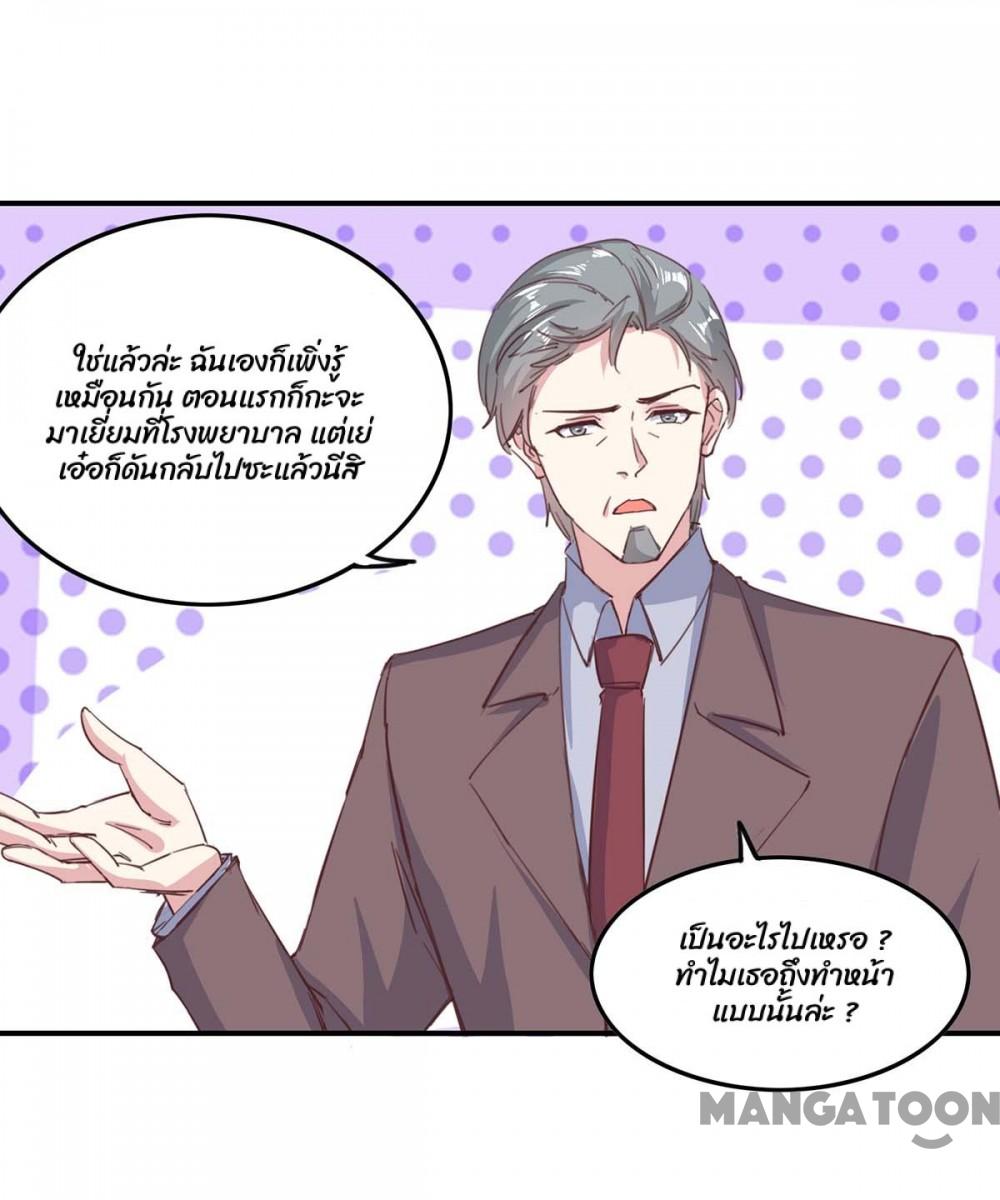 ใช่แล้วล่ะ ฉันเองก็เพิ่งรู้
เหมือนกัน ตอนแรกก็กะจะ
มาเยี่ยมที่โรงพยาบาล แต่เย่
เอ๋อก็ดันกลับไปซะแล้วนี่สิ
เป็นอะไรไปเหรอ ?
ทำไมเธอถึงทำหน้า
แบบนั้นล่ะ ?
MANGATOON